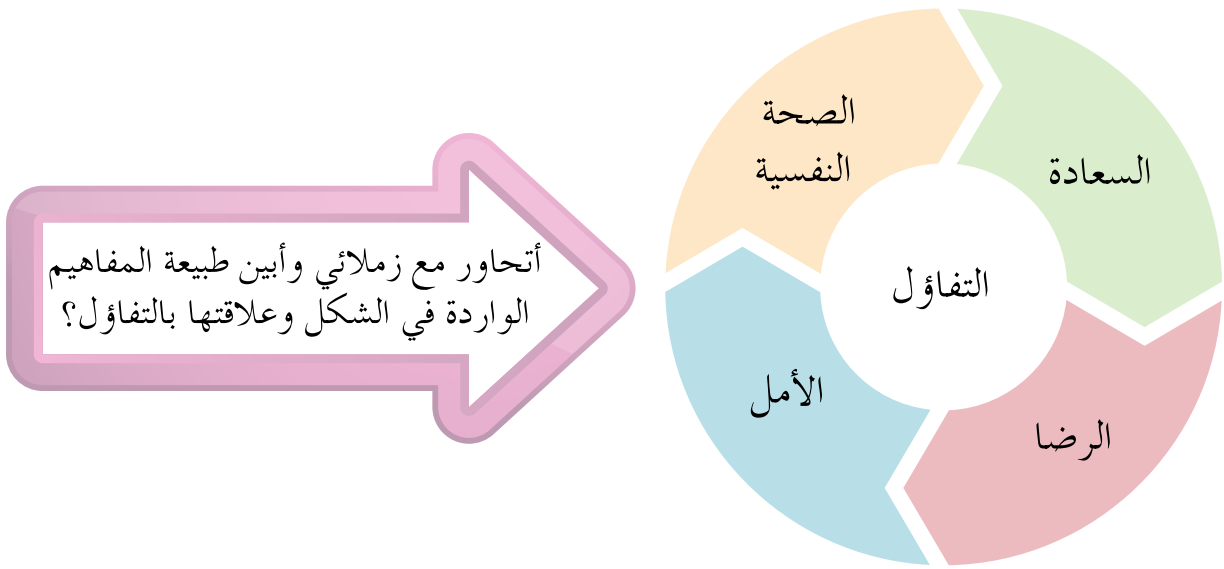 أتحاور مع زملائي وأبين طبيعة المفاهيم
الواردة في الشكل وعلاقتها بالتفاؤل؟
التفاؤل
السعادة
الرضا
الأمل
الصحة
النفسية